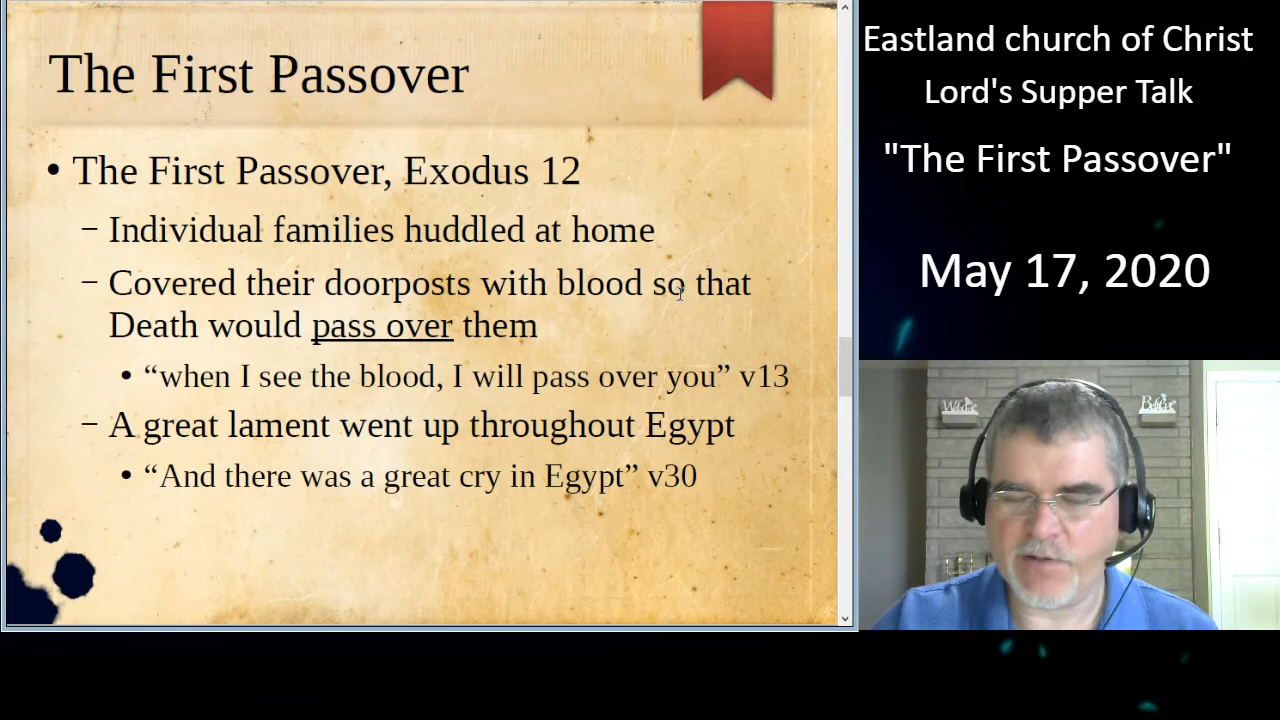 The First Passover
• The First Passover, Exodus 12
– Individual families huddled at home
– Covered their doorposts with blood so that
Death would pass over them
• “when I see the blood, I will pass over you” v13
– A great lament went up throughout Egypt
• “And there was a great cry in Egypt” v30
Eastland church of Christ
Lord's Supper Talk
"The First Passover"
May 17, 2020
Believe